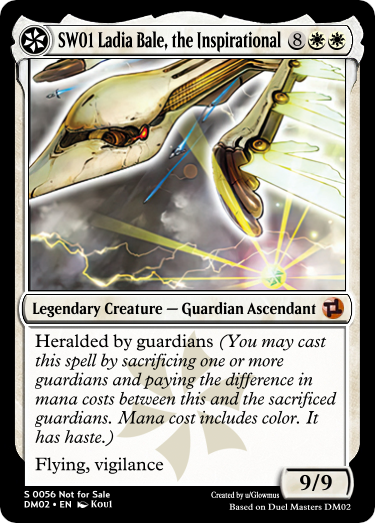 SW01 Ladia Bale, the Inspirational 8
Legendary Creature — Guardian Ascendant
Heralded by guardians (You may cast
this spell by sacrificing one or more
guardians and paying the difference in
mana costs between this and the sacrificed
guardians. Mana cost includes color. It
has haste.)
Flying, vigilance
9/9
S 0056 Not for Sale
DM02 • EN Koui
Created by u/Glowmus
Based on Duel Masters DM02